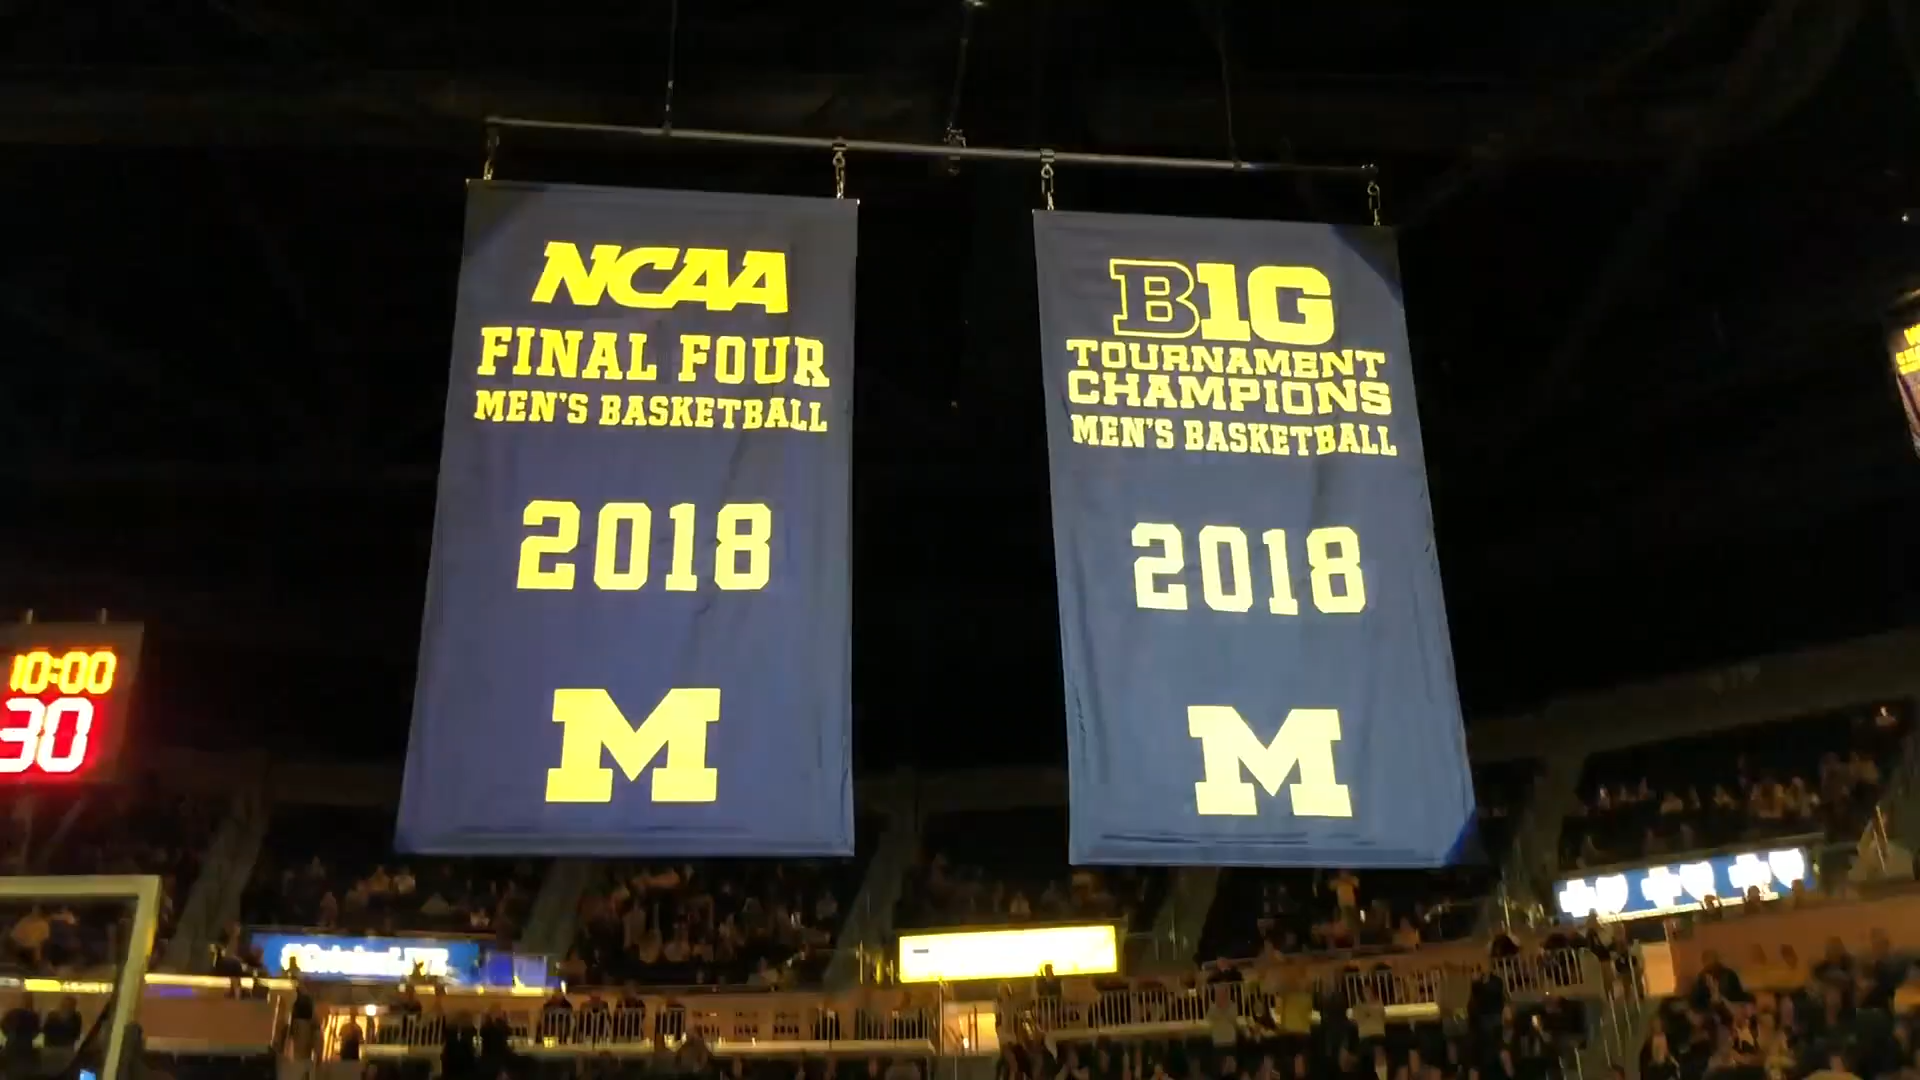 NCAA
FINAL FOUR
MEN'S BASKETBALL
2018
M
B1G
TOURNAMENT
CHAMPIONS
MEN'S BASKETBALL
2018
M
10:00
30